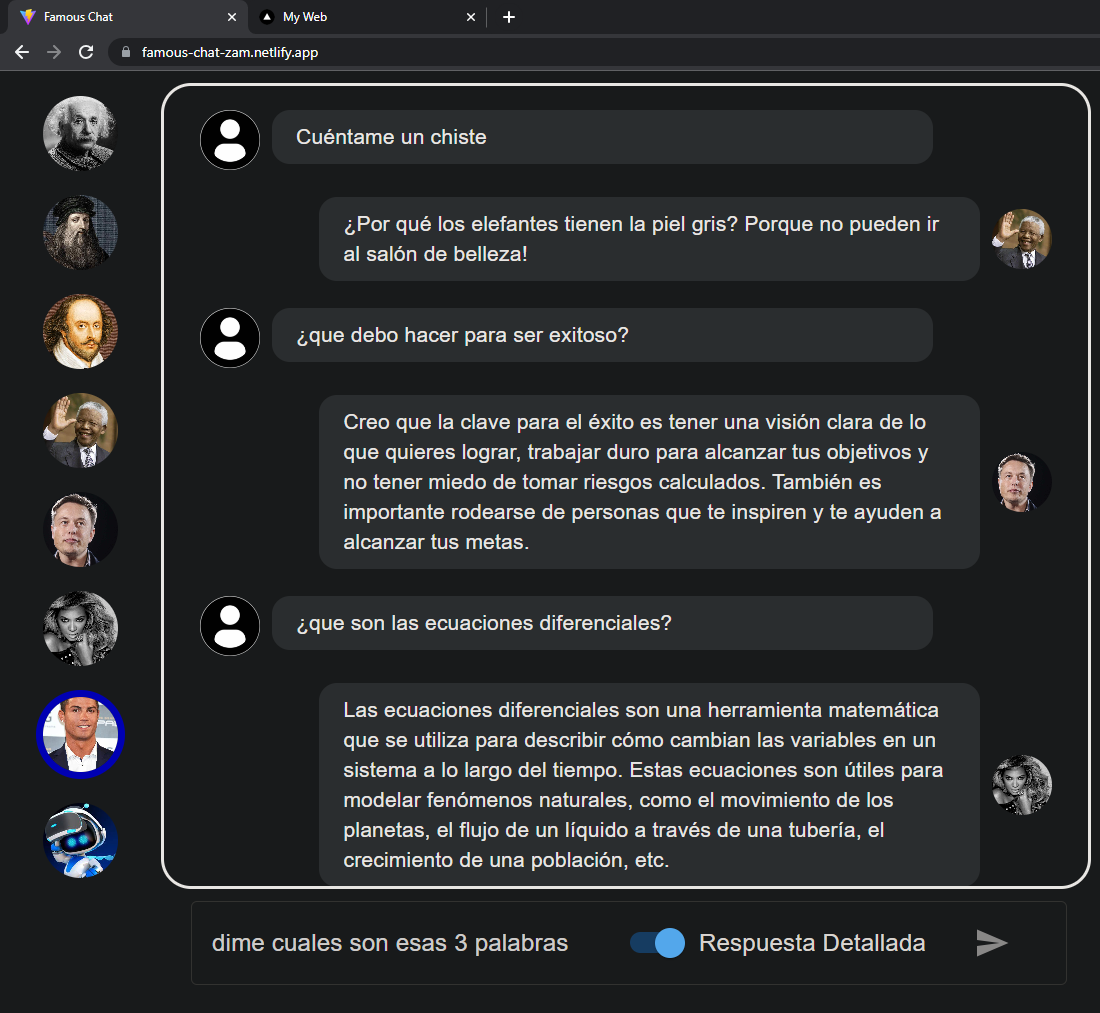 Famous Chat
My Web
famous-chat-zam.netlify.app
Cuéntame un chiste
¿Por qué los elefantes tienen la piel gris? Porque no pueden ir
al salón de belleza!
¿que debo hacer para ser exitoso?
Creo que la clave para el éxito es tener una visión clara de lo
que quieres lograr, trabajar duro para alcanzar tus objetivos y
no tener miedo de tomar riesgos calculados. También es
importante rodearse de personas que te inspiren y te ayuden a
alcanzar tus metas.
¿que son las ecuaciones diferenciales?
Las ecuaciones diferenciales son una herramienta matemática
que se utiliza para describir cómo cambian las variables en un
sistema a lo largo del tiempo. Estas ecuaciones son útiles para
modelar fenómenos naturales, como el movimiento de los
planetas, el flujo de un líquido a través de una tubería, el
crecimiento de una población, etc.
dime cuales son esas 3 palabras
Respuesta Detallada